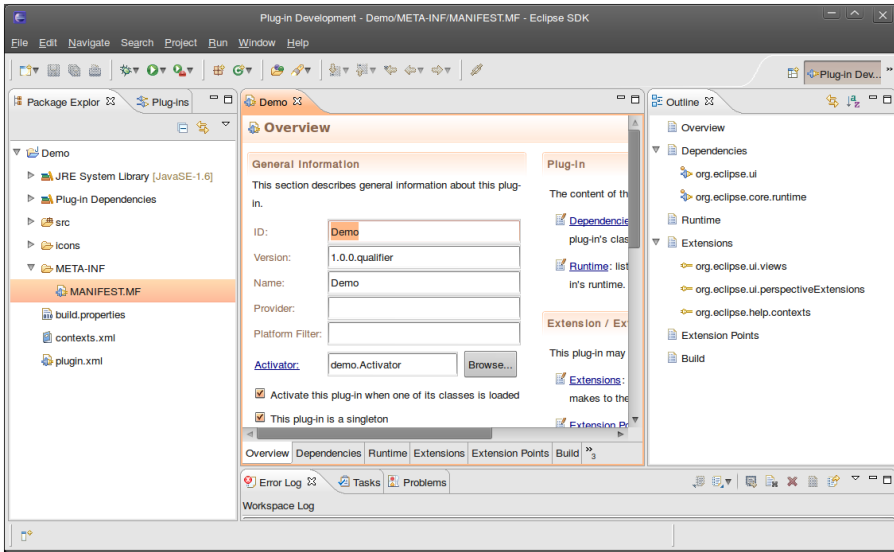 Plug-in Development - Demo/META-INF/MANIFEST.MF - Eclipse SDK
File Edit Navigate Search Project Run Window Help
Plug-in Dev... »
Package Explor
Plug-ins
Demo
JRE System Library [JavaSE-1.6]
Plug-in Dependencies
src
icons
META-INF
MANIFEST.MF
build.properties
contexts.xml
plugin.xml
Demo
Overview
General Information
This section describes general information about this plug-
in.
ID: Demo
Version: 1.0.0.qualifier
Name: Demo
Provider:
Platform Filter:
Activator: demo.Activator Browse...
Activate this plug-in when one of its classes is loaded
This plug-in is a singleton
Plug-in
The content of th
Dependencie
plug-in's clas
Runtime: list
in's runtime.
Extension / Ex
This plug-in may
Extensions:
makes to the
Extension Po
Overview Dependencies Runtime Extensions Extension Points Build »3
Outline
Overview
Dependencies
org.eclipse.ui
org.eclipse.core.runtime
Runtime
Extensions
org.eclipse.ui.views
org.eclipse.ui.perspectiveExtensions
org.eclipse.help.contexts
Extension Points
Build
Error Log Tasks Problems
Workspace Log